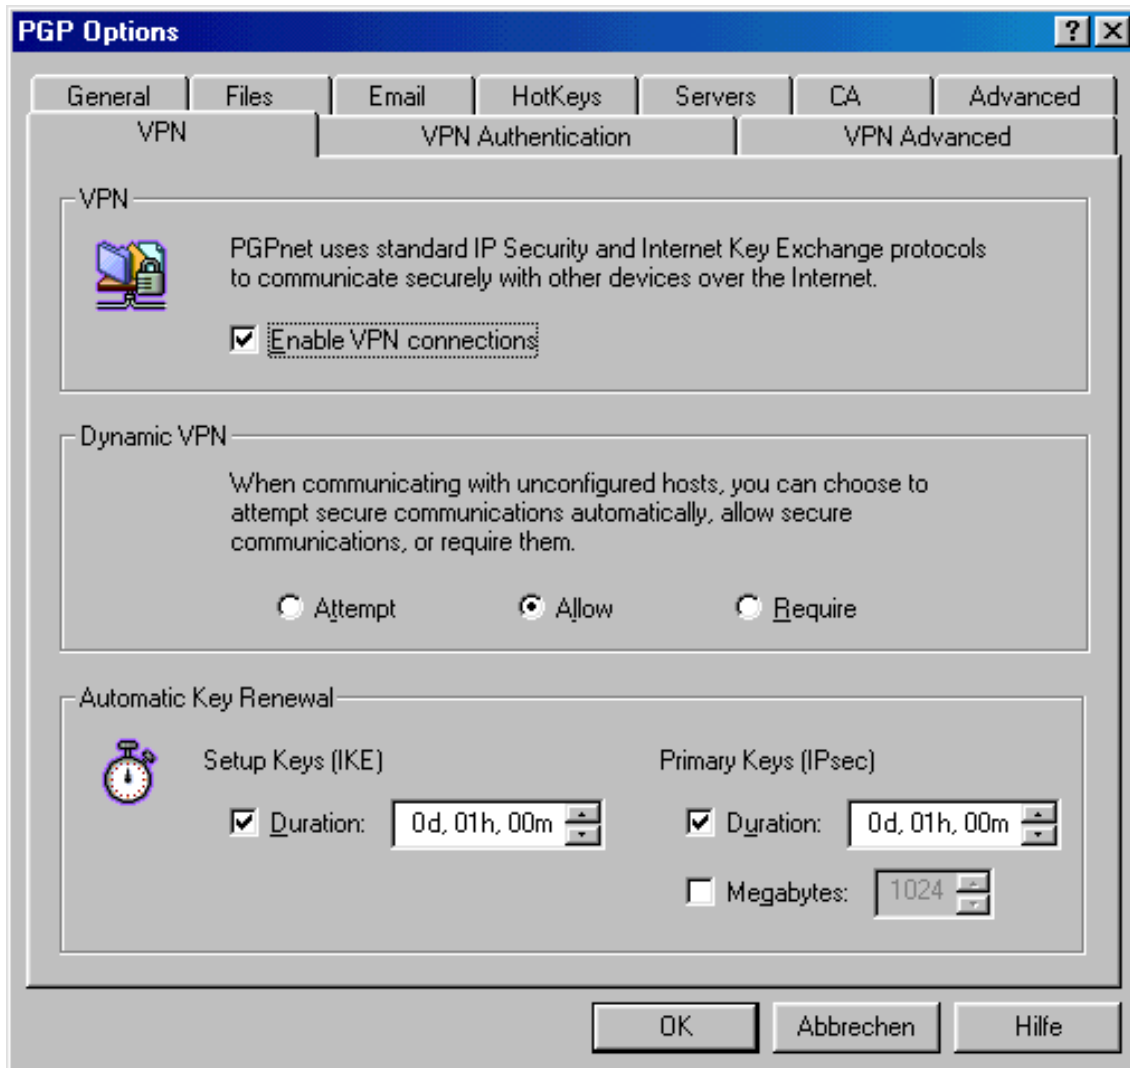 PGP Options
General Files Email HotKeys Servers CA Advanced
VPN VPN Authentication VPN Advanced
VPN
PGPnet uses standard IP Security and Internet Key Exchange protocols
to communicate securely with other devices over the Internet.
Enable VPN connections
Dynamic VPN
When communicating with unconfigured hosts, you can choose to
attempt secure communications automatically, allow secure
communications, or require them.
Attempt Allow Require
Automatic Key Renewal
Setup Keys (IKE) Primary Keys (IPsec)
Duration: 0d, 01h, 00m Duration: 0d, 01h, 00m
Megabytes: 1024
OK Abbrechen Hilfe